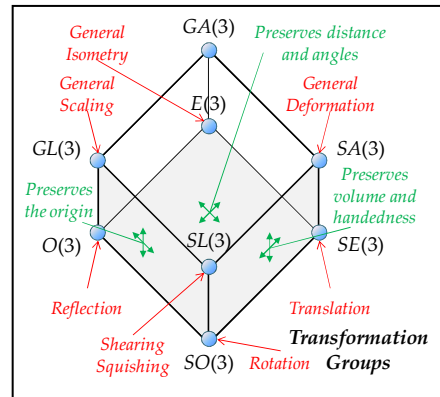 GA(3)
General
Isometry
Preserves distance
and angles
General
Scaling
E(3)
General
Deformation
GL(3)
SA(3)
Preserves
the origin
Preserves
volume and
handedness
O(3)
SL(3)
SE(3)
Reflection
Translation
Shearing
Squishing
SO(3)
Rotation
Transformation
Groups